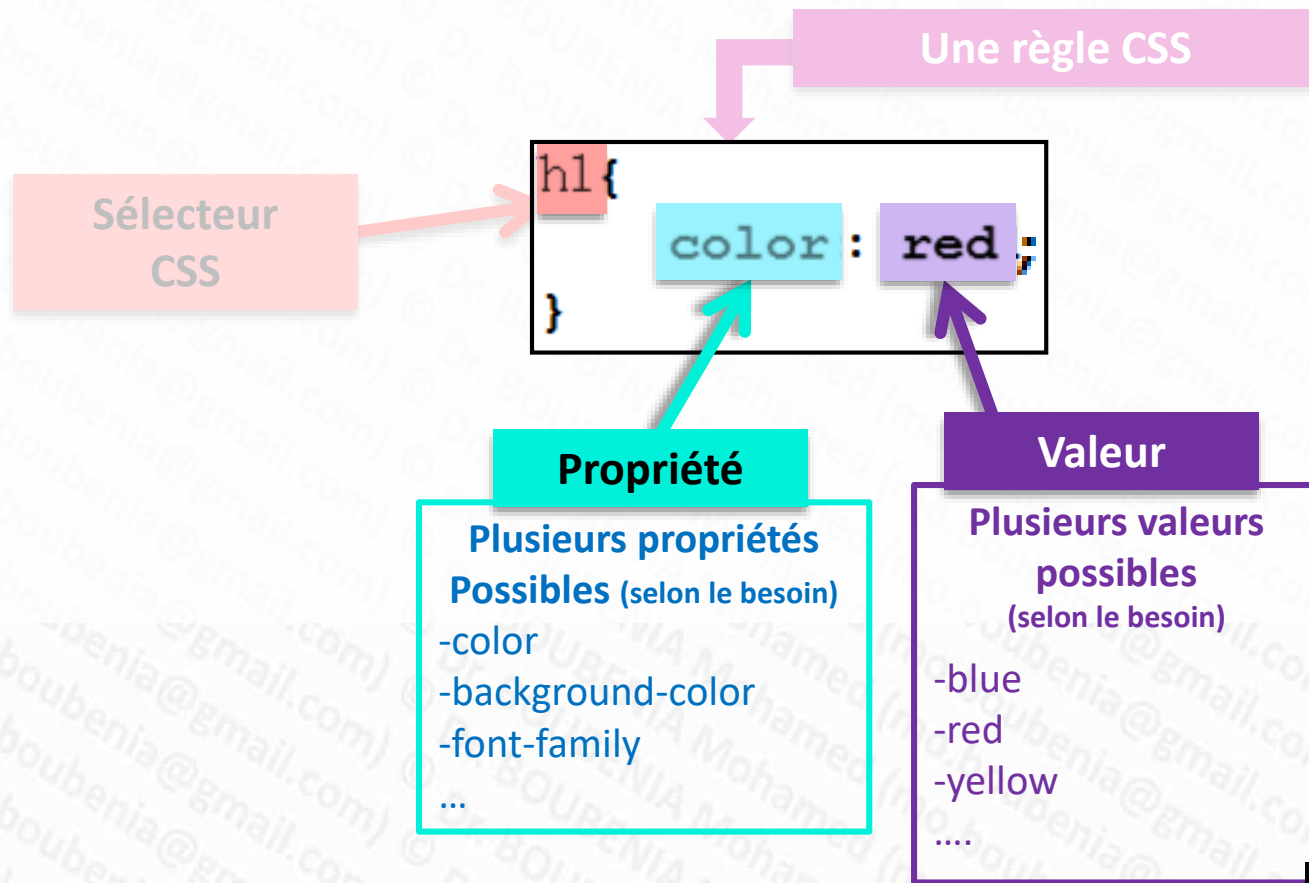 Une règle CSS
Sélecteur
CSS
h1{
color: red;
}
Propriété
Plusieurs propriétés
Possibles (selon le besoin)
-color
-background-color
-font-family
...
Valeur
Plusieurs valeurs
possibles
(selon le besoin)
-blue
-red
-yellow
....